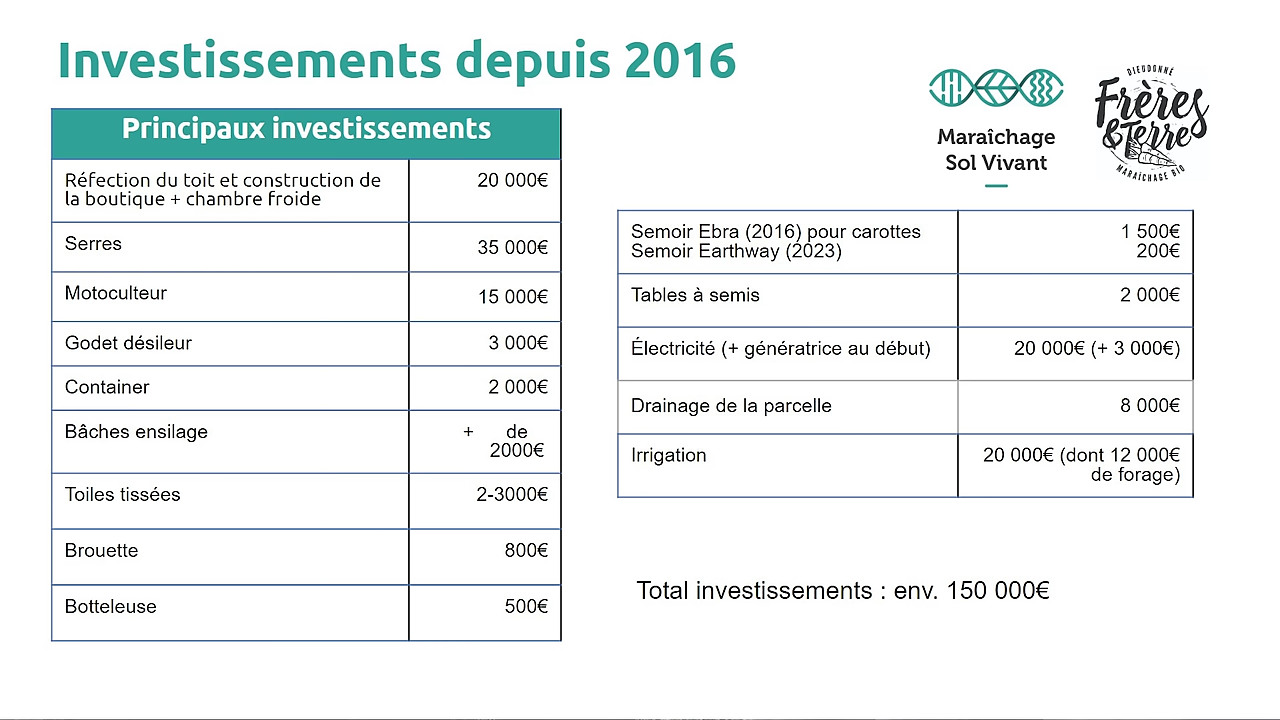 Investissements depuis 2016
Maraîchage
Sol Vivant
DIEUDONNÉ
Frères
&Terre
MARAÎCHAGE BIO
Principaux investissements
Réfection du toit et construction de
la boutique + chambre froide
20 000€
Serres
35 000€
Motoculteur
15 000€
Godet désileur
3 000€
Container
2 000€
Bâches ensilage
+ de
2000€
Toiles tissées
2-3000€
Brouette
800€
Botteleuse
500€
Semoir Ebra (2016) pour carottes
1 500€
Semoir Earthway (2023)
200€
Tables à semis
2 000€
Électricité (+ génératrice au début)
20 000€ (+ 3 000€)
Drainage de la parcelle
8 000€
Irrigation
20 000€ (dont 12 000€
de forage)
Total investissements : env. 150 000€